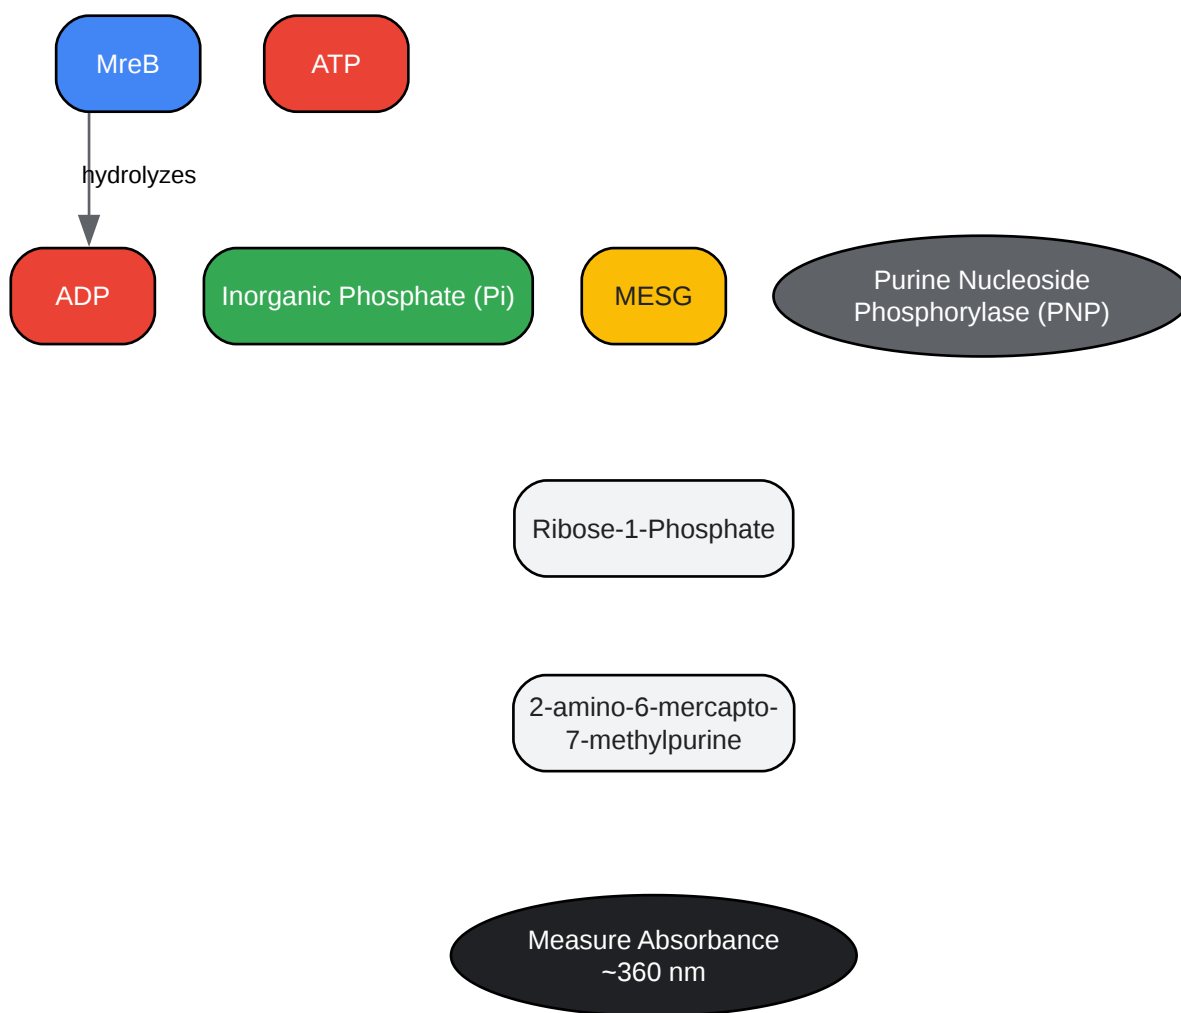 MreB
ATP
hydrolyzes
ADP
Inorganic Phosphate (Pi)
MESG
Purine Nucleoside
Phosphorylase (PNP)
Ribose-1-Phosphate
2-amino-6-mercapto-
7-methylpurine
Measure Absorbance
~360 nm